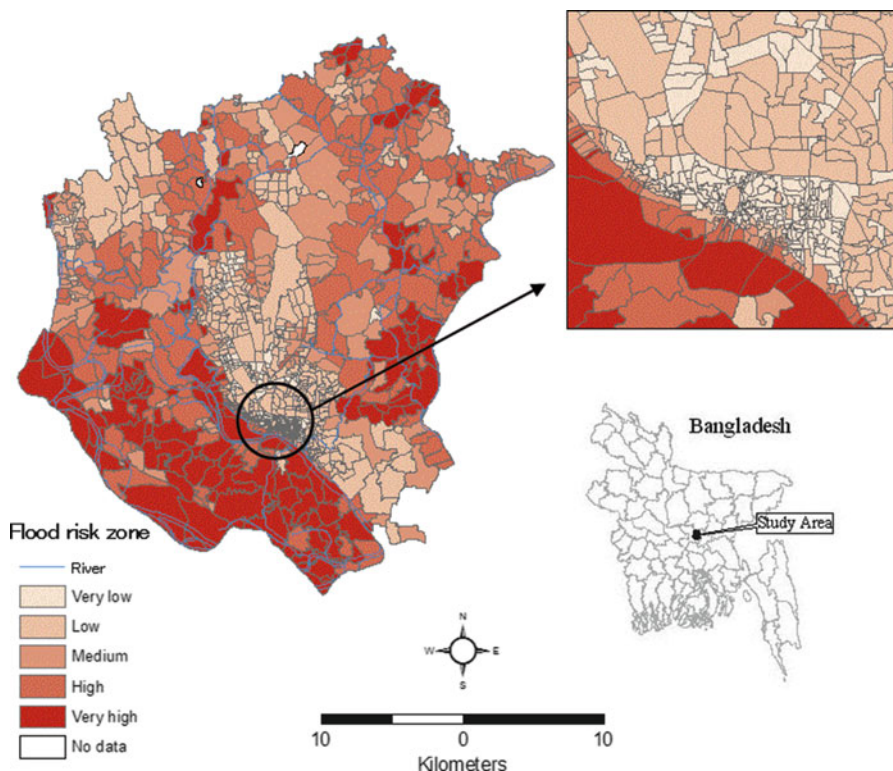 Bangladesh
Study Area
Flood risk zone
River
Very low
Low
Medium
High
Very high
No data
N
W E
S
10 0 10
Kilometers